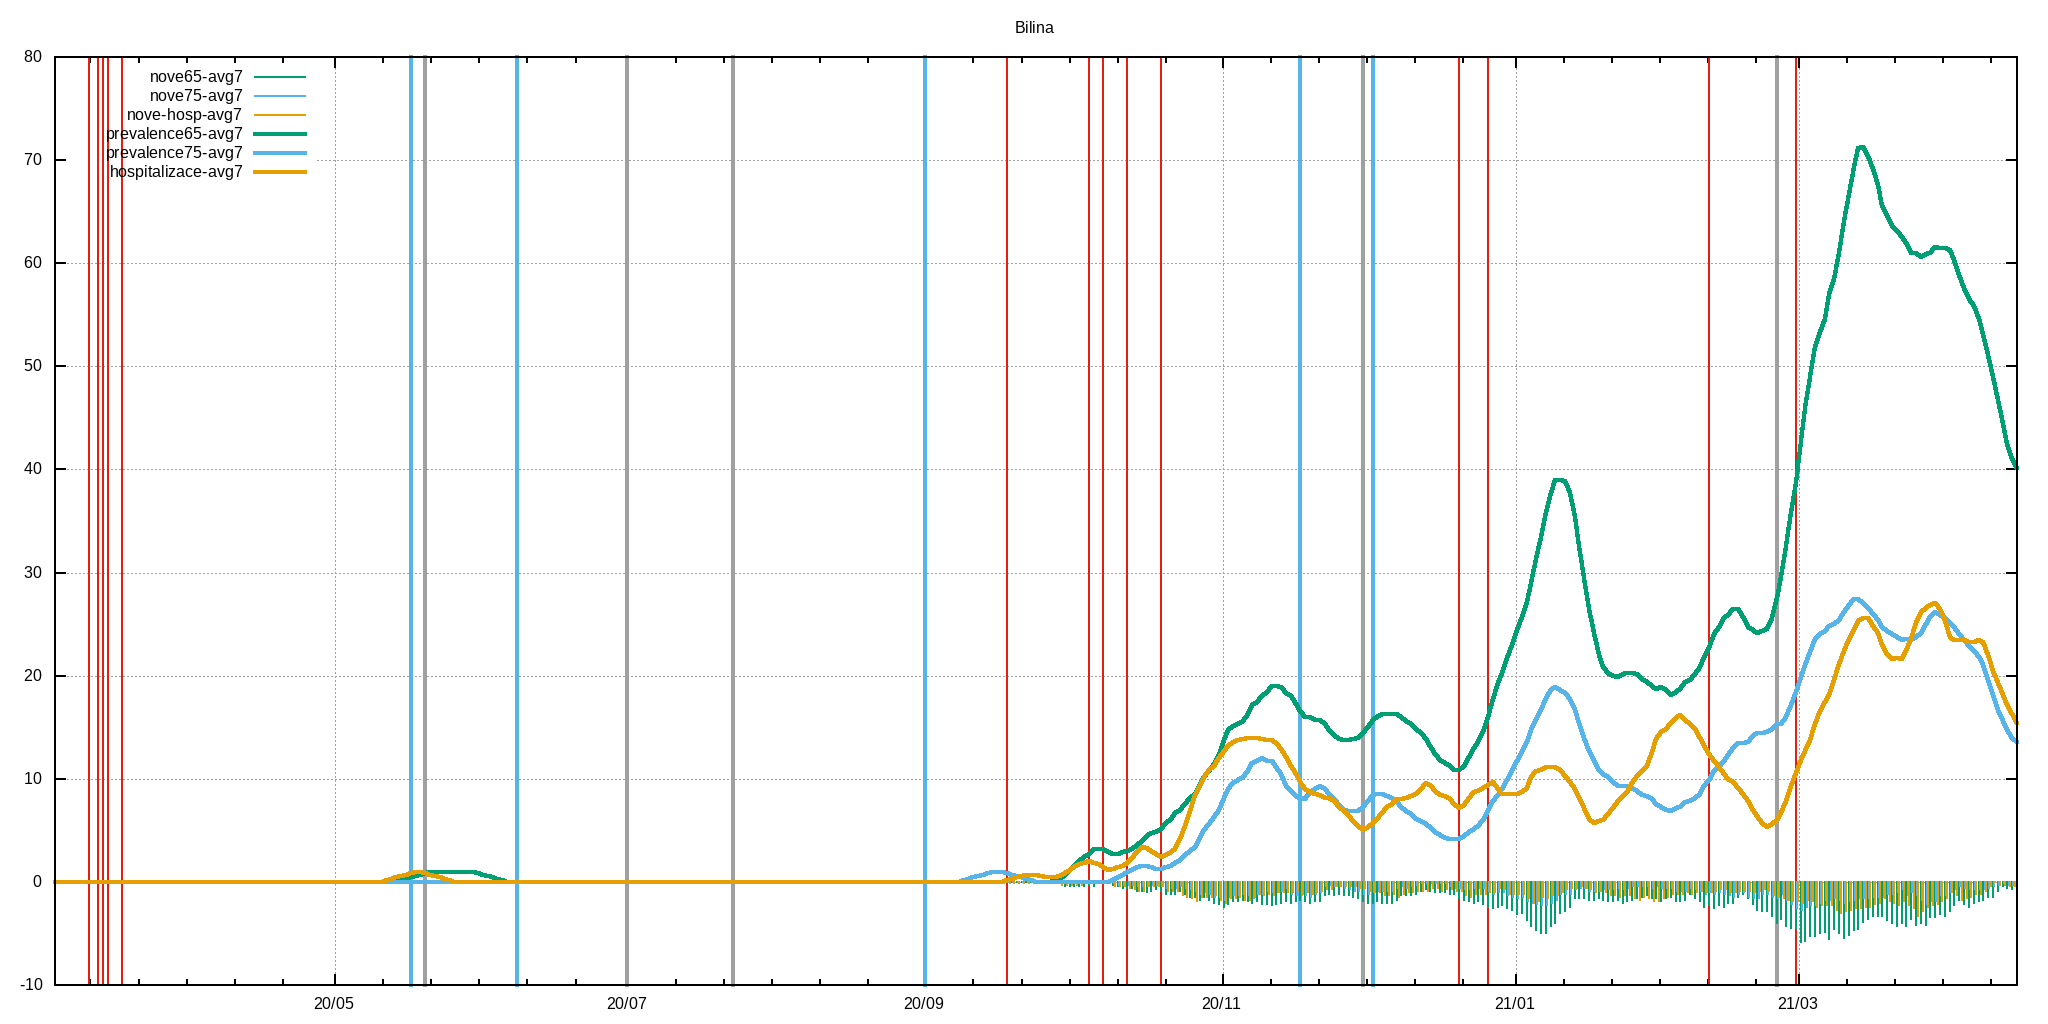 Bilina
80
70
60
50
40
30
20
10
0
-10
nove65-avg7
nove75-avg7
nove-hosp-avg7
prevalence65-avg7
prevalence75-avg7
hospitalizace-avg7
20/05
20/07
20/09
20/11
21/01
21/03